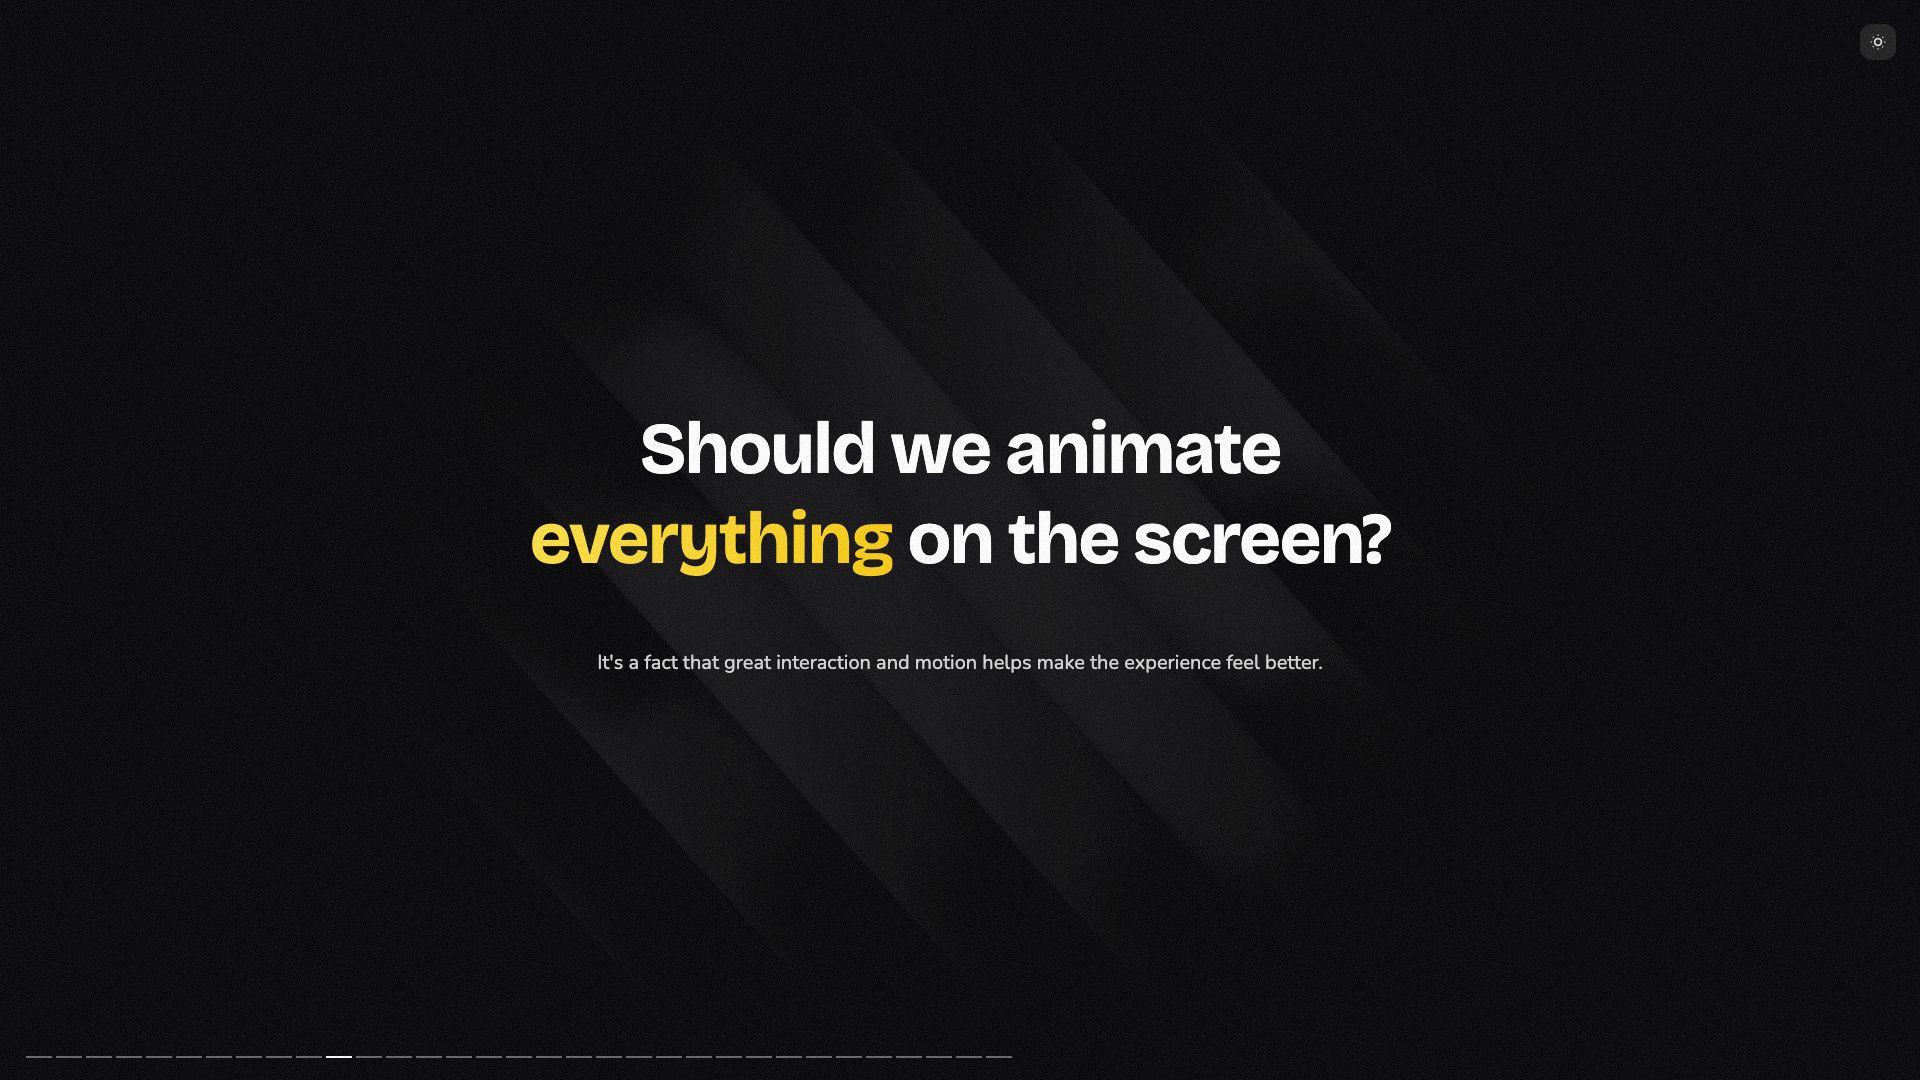 Should we animate
everything on the screen?
It's a fact that great interaction and motion helps make the experience feel better.